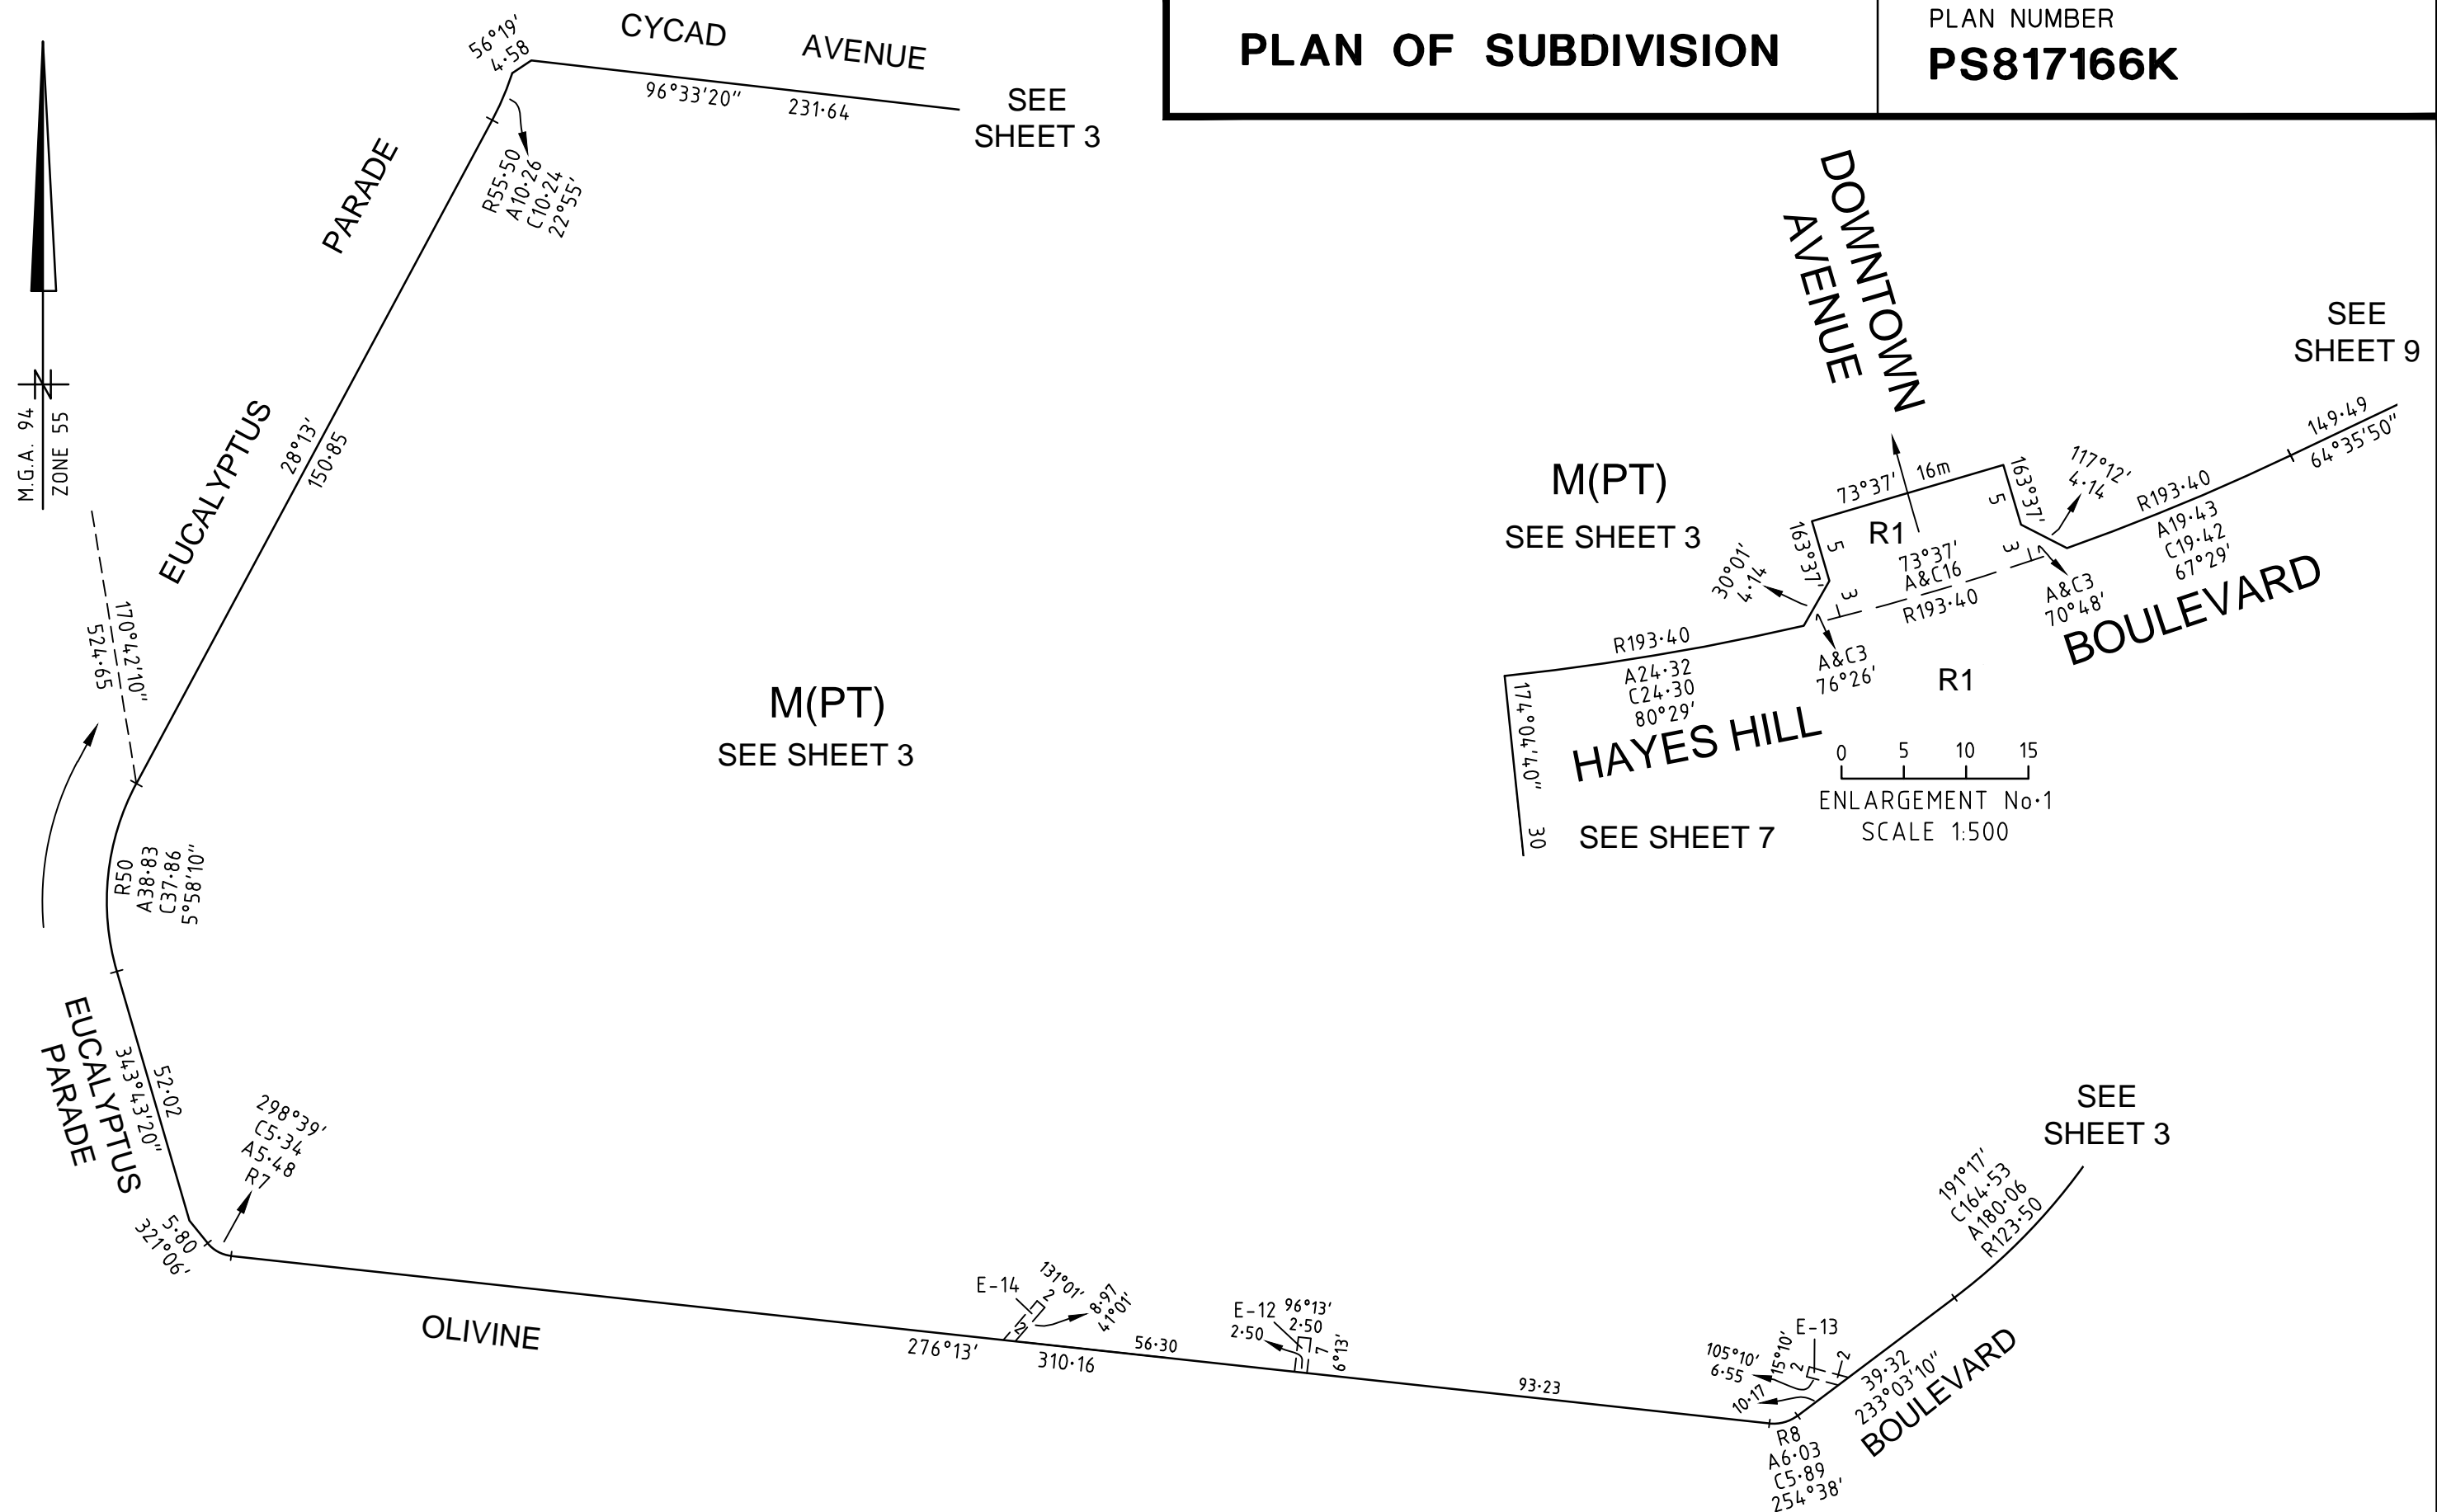 PLAN OF SUBDIVISION
PLAN NUMBER
PS817166K
56°19'
4·58
CYCAD AVENUE
96°33'20" 231·64
SEE
SHEET 3
R55·50
A10·26
C10·24
22°55'
EUCALYPTUS PARADE
28°13'
150·85
M.G.A. 94
ZONE 55
N
170°42'10"
524·65
R50
A38·83
C37·86
5°58'10"
EUCALYPTUS
PARADE
52·02
343°43'20"
5·80
321°06'
298°39'
C5·34
A5·48
R7
M(PT)
SEE SHEET 3
DOWNTOWN
AVENUE
M(PT)
SEE SHEET 3
SEE
SHEET 9
149·49
64°35'50"
73°37' 16m
163°37'
5
117°12'
4·14
R193·40
A19·43
C19·42
67°29'
R1
163°37'
5
30°01'
4·14
3
73°37'
A&C16
R193·40
3
A&C3
70°48'
A&C3
76°26'
R193·40
A24·32
C24·30
80°29'
174°04'40"
30
HAYES HILL BOULEVARD
R1
SEE SHEET 7
0 5 10 15
ENLARGEMENT No·1
SCALE 1:500
SEE
SHEET 3
191°17'
C164·53
A180·06
R123·50
OLIVINE BOULEVARD
276°13'
310·16
E-14
131°01'
2
2
8·97
41°01'
56·30
E-12
96°13'
2·50
2·50
7
6°13'
93·23
105°10'
6·55
15°10'
2
E-13
2
10·17
39·32
233°03'10"
R8
A6·03
C5·89
254°38'